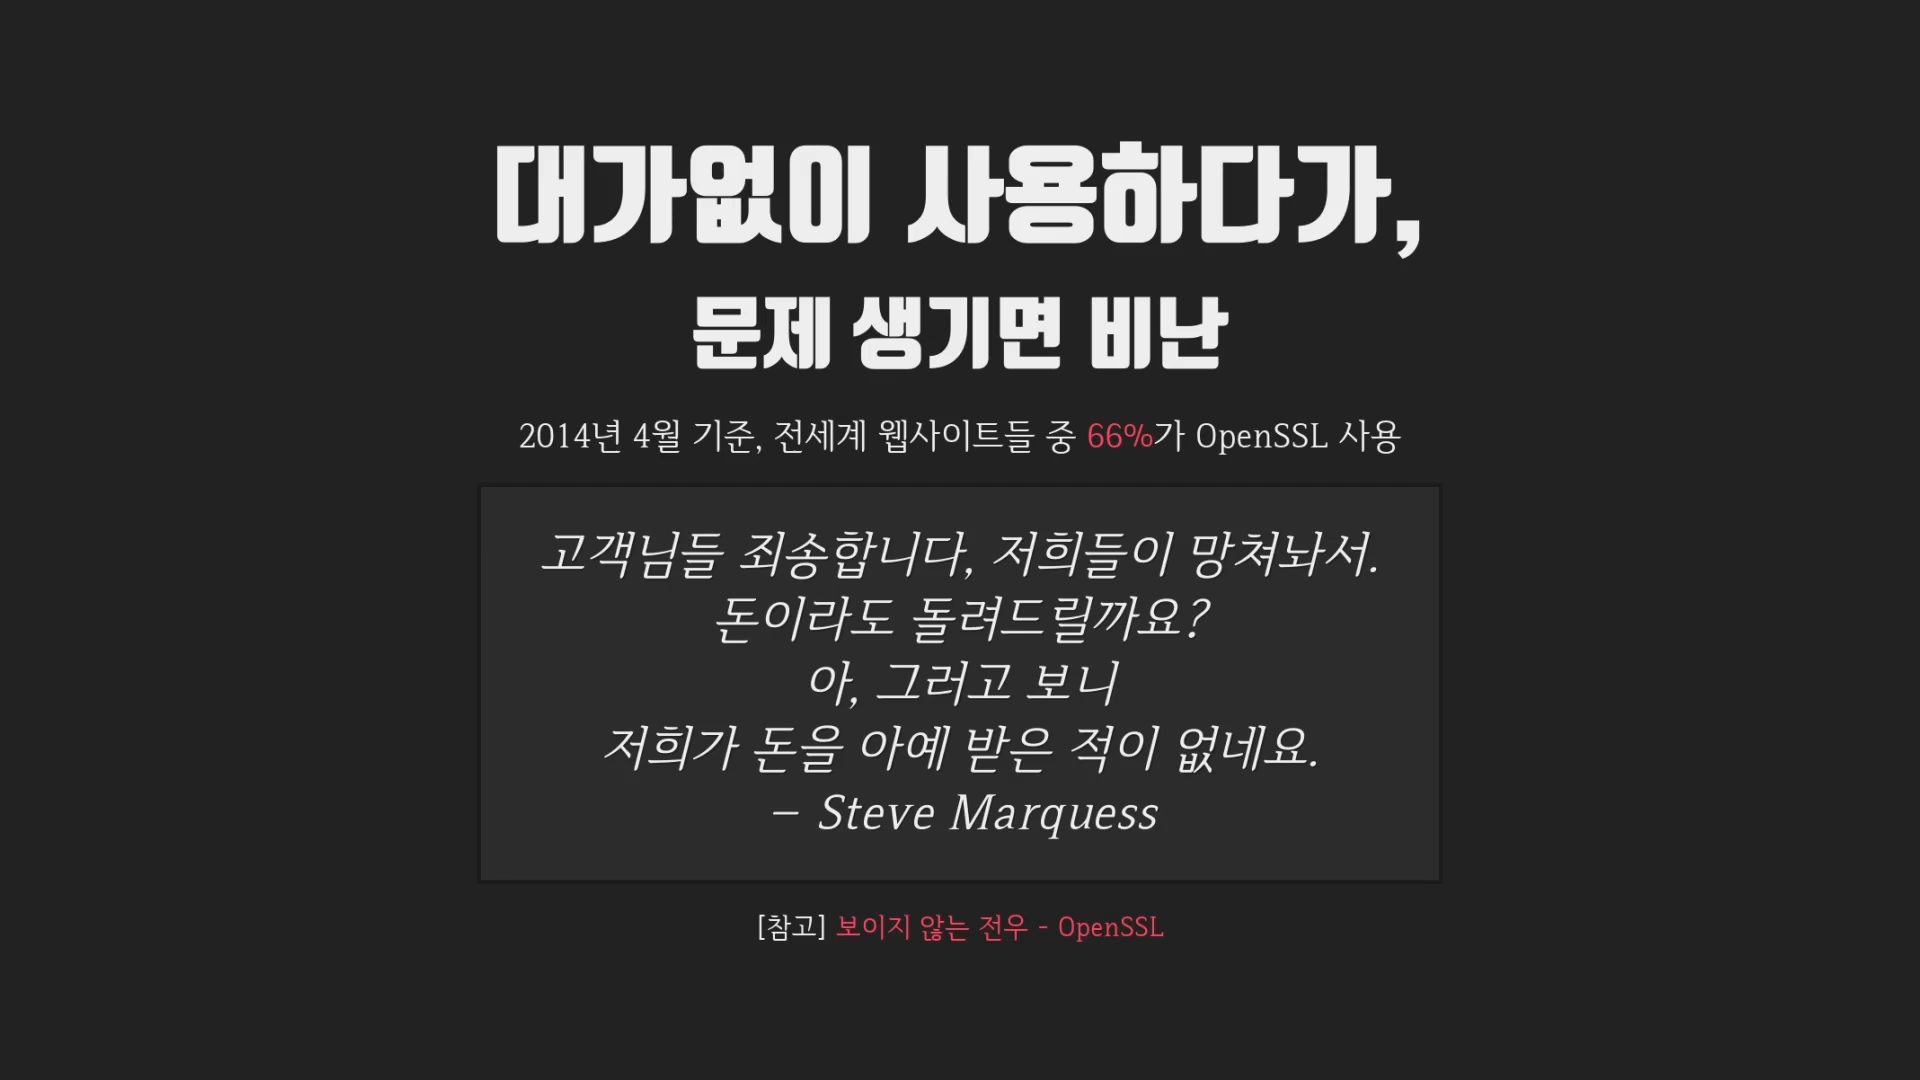 대가없이 사용하다가,
문제 생기면 비난
2014년 4월 기준, 전세계 웹사이트들 중 66%가 OpenSSL 사용
고객님들 죄송합니다, 저희들이 망쳐놔서.
돈이라도 돌려드릴까요?
아, 그러고 보니
저희가 돈을 아예 받은 적이 없네요.
– Steve Marquess
[참고] 보이지 않는 전우 - OpenSSL